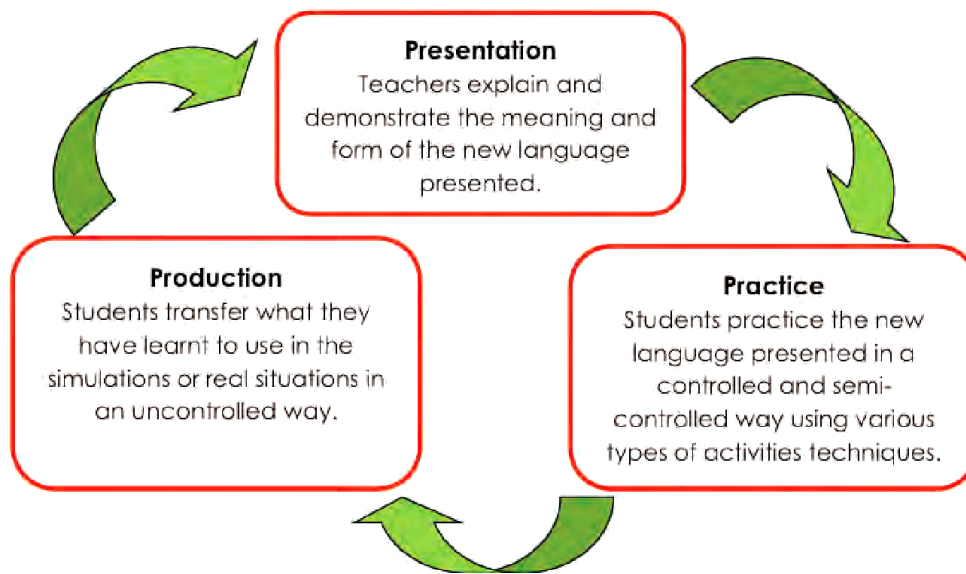 Presentation
Teachers explain and
demonstrate the meaning and
form of the new language
presented.
Practice
Students practice the new
language presented in a
controlled and semi-
controlled way using various
types of activities techniques.
Production
Students transfer what they
have learnt to use in the
simulations or real situations in
an uncontrolled way.